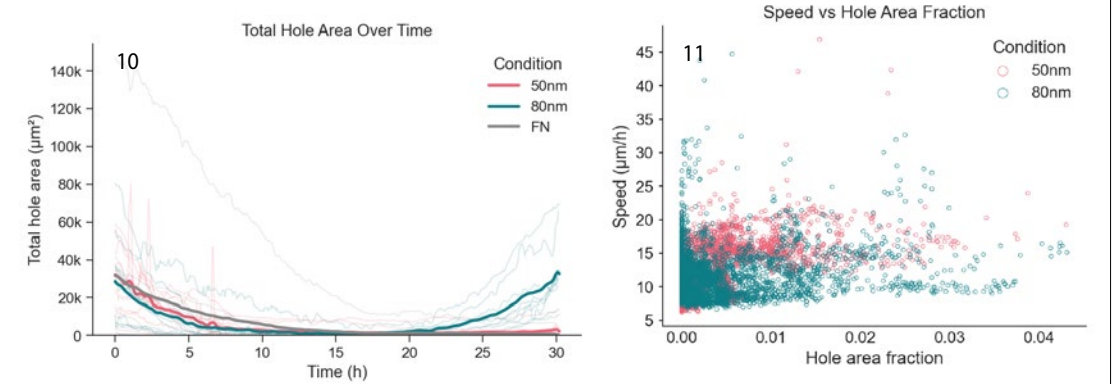 Total Hole Area Over Time
10
Condition
50nm
80nm
FN
140k
120k
100k
80k
60k
40k
20k
0
Total hole area (µm²)
0 5 10 15 20 25 30
Time (h)
Speed vs Hole Area Fraction
11
Condition
50nm
80nm
45
40
35
30
25
20
15
10
5
Speed (µm/h)
0.00 0.01 0.02 0.03 0.04
Hole area fraction